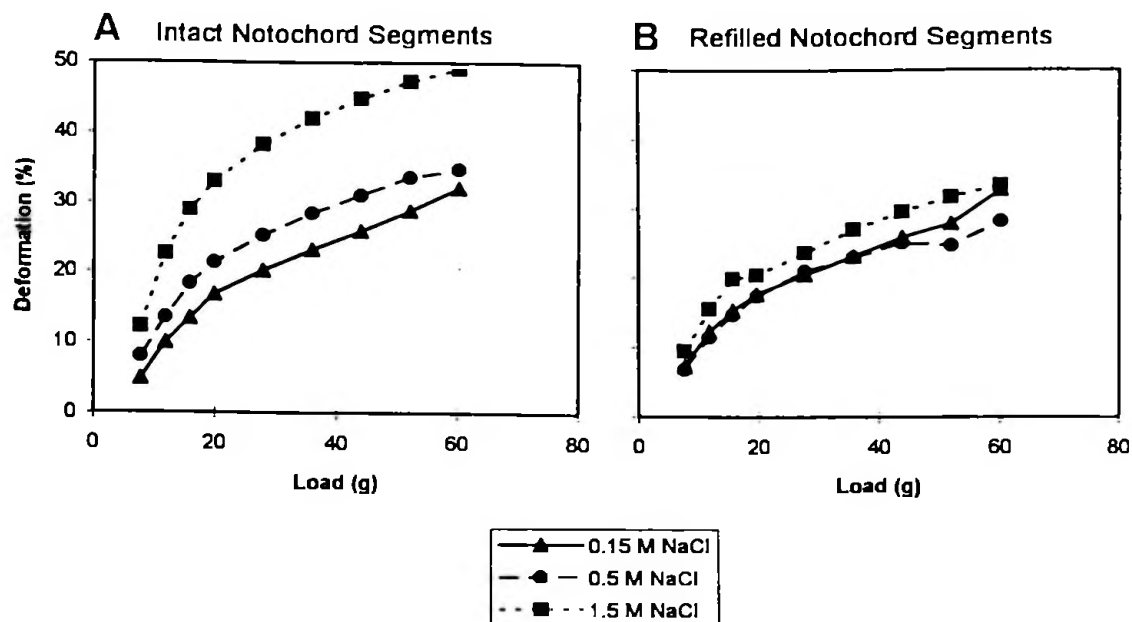 A Intact Notochord Segments
B Refilled Notochord Segments
Deformation (%)
50
40
30
20
10
0
0 20 40 60 80
0 20 40 60 80
Load (g)
Load (g)
0.15 M NaCl
0.5 M NaCl
1.5 M NaCl